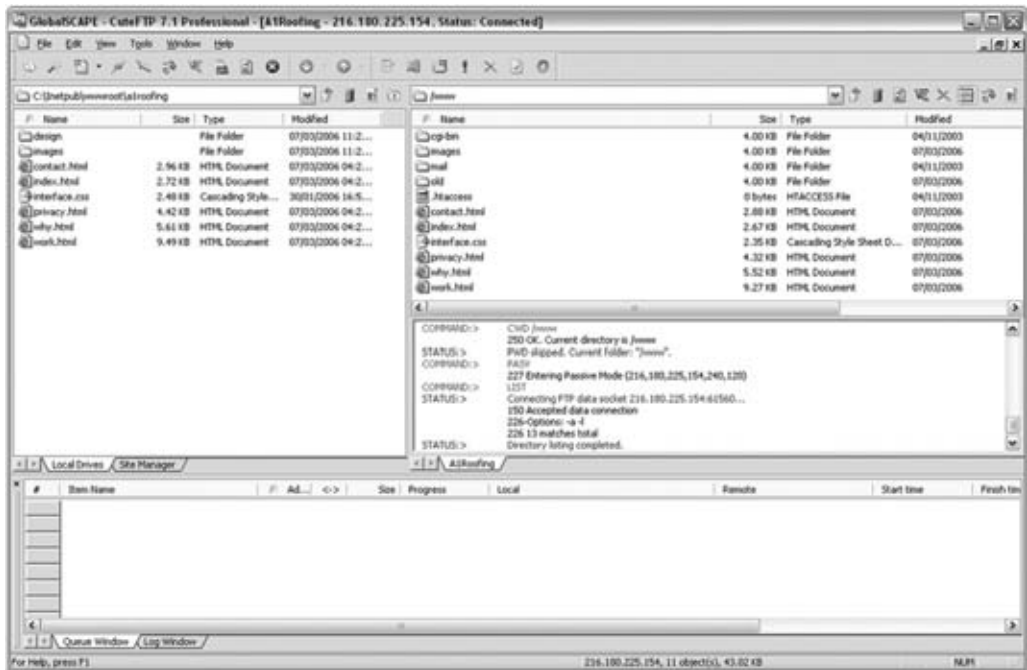 GlobalSCAPE - CuteFTP 7.1 Professional - [A1Roofing - 216.180.225.154, Status: Connected]
File Edit View Tools Window Help
C:\Inetpub\wwwroot\a1roofing
Name Size Type Modified
design File Folder 07/03/2006 11:2...
images File Folder 07/03/2006 11:2...
contact.html 2.96 KB HTML Document 07/03/2006 04:2...
index.html 2.72 KB HTML Document 07/03/2006 04:2...
interface.css 2.48 KB Cascading Style... 30/01/2006 16:5...
privacy.html 4.42 KB HTML Document 07/03/2006 04:2...
why.html 5.61 KB HTML Document 07/03/2006 04:2...
work.html 9.49 KB HTML Document 07/03/2006 04:2...
Local Drives Site Manager
/www
Name Size Type Modified
cgi-bin 4.00 KB File Folder 04/11/2003
images 4.00 KB File Folder 07/03/2006
mail 4.00 KB File Folder 04/11/2003
old 4.00 KB File Folder 07/03/2006
.htaccess 0 bytes HTACCESS File 04/11/2003
contact.html 2.88 KB HTML Document 07/03/2006
index.html 2.67 KB HTML Document 07/03/2006
interface.css 2.35 KB Cascading Style Sheet D... 07/03/2006
privacy.html 4.32 KB HTML Document 07/03/2006
why.html 5.52 KB HTML Document 07/03/2006
work.html 9.27 KB HTML Document 07/03/2006
COMMAND:> CWD /www
250 OK. Current directory is /www
STATUS:> PWD skipped. Current folder: "/www".
COMMAND:> PASV
227 Entering Passive Mode (216,180,225,154,240,120)
COMMAND:> LIST
STATUS:> Connecting FTP data socket 216.180.225.154:61560...
150 Accepted data connection
226-Options: -a -l
226 13 matches total
STATUS:> Directory listing completed.
A1Roofing
# Item Name Ad... <-> Size Progress Local Remote Start time Finish tim
Queue Window Log Window
For Help, press F1 216.180.225.154, 11 object(s), 43.02 KB NUM